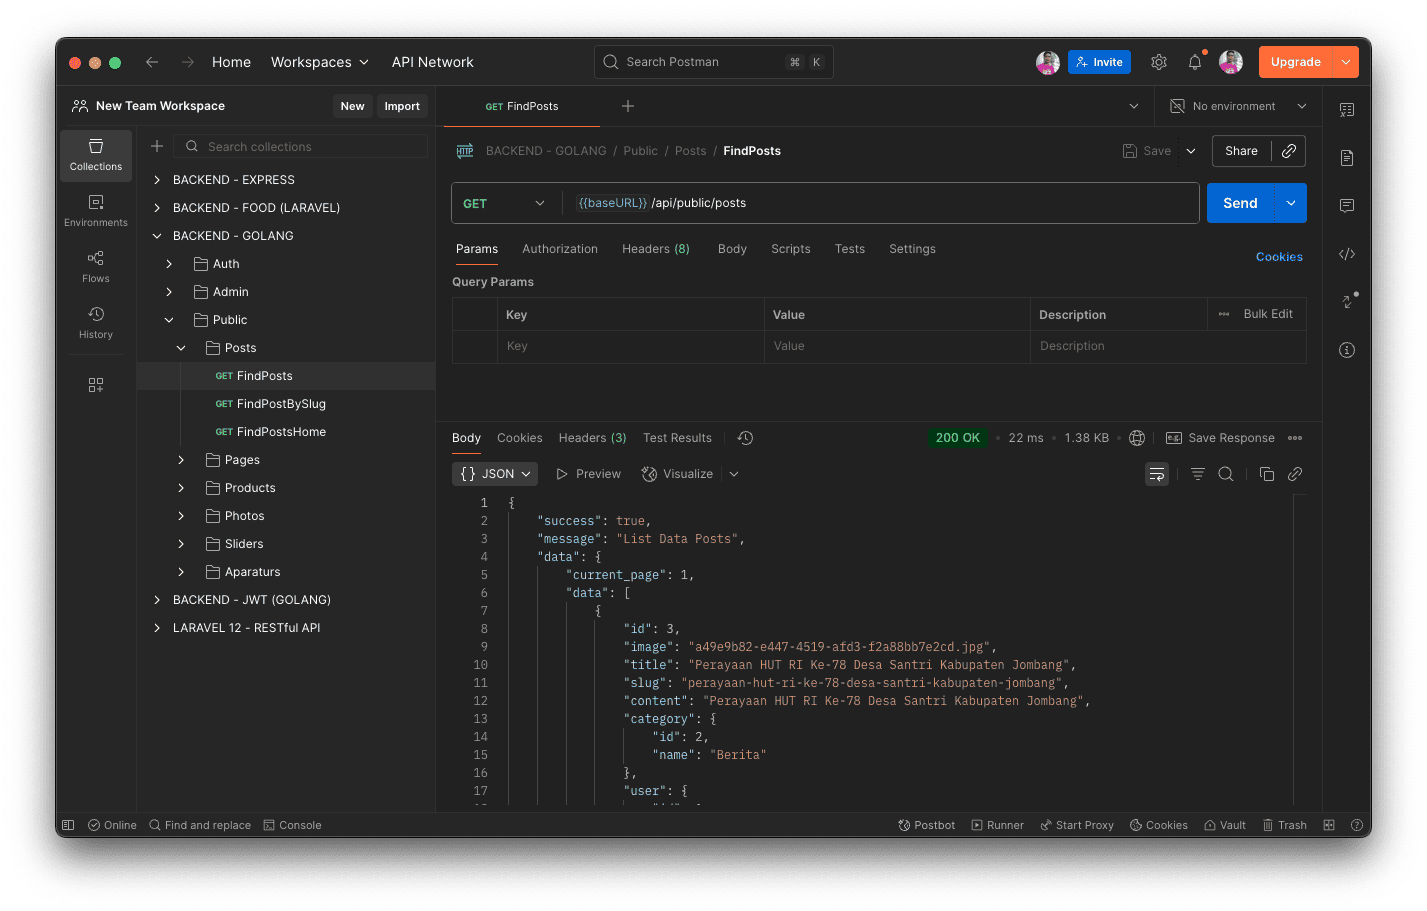 Home Workspaces API Network Search Postman ⌘ K Invite Upgrade
New Team Workspace New Import GET FindPosts No environment
Collections
Environments
Flows
History
Search collections
BACKEND - EXPRESS
BACKEND - FOOD (LARAVEL)
BACKEND - GOLANG
Auth
Admin
Public
Posts
GET FindPosts
GET FindPostBySlug
GET FindPostsHome
Pages
Products
Photos
Sliders
Aparaturs
BACKEND - JWT (GOLANG)
LARAVEL 12 - RESTful API
HTTP BACKEND - GOLANG / Public / Posts / FindPosts Save Share
GET {{baseURL}} /api/public/posts Send
Params Authorization Headers (8) Body Scripts Tests Settings Cookies
Query Params
Key Value Description Bulk Edit
Key Value Description
Body Cookies Headers (3) Test Results 200 OK 22 ms 1.38 KB Save Response
{} JSON Preview Visualize
1 {
2 "success": true,
3 "message": "List Data Posts",
4 "data": {
5 "current_page": 1,
6 "data": [
7 {
8 "id": 3,
9 "image": "a49e9b82-e447-4519-afd3-f2a88bb7e2cd.jpg",
10 "title": "Perayaan HUT RI Ke-78 Desa Santri Kabupaten Jombang",
11 "slug": "perayaan-hut-ri-ke-78-desa-santri-kabupaten-jombang",
12 "content": "Perayaan HUT RI Ke-78 Desa Santri Kabupaten Jombang",
13 "category": {
14 "id": 2,
15 "name": "Berita"
16 },
17 "user": {
Online Find and replace Console Postbot Runner Start Proxy Cookies Vault Trash